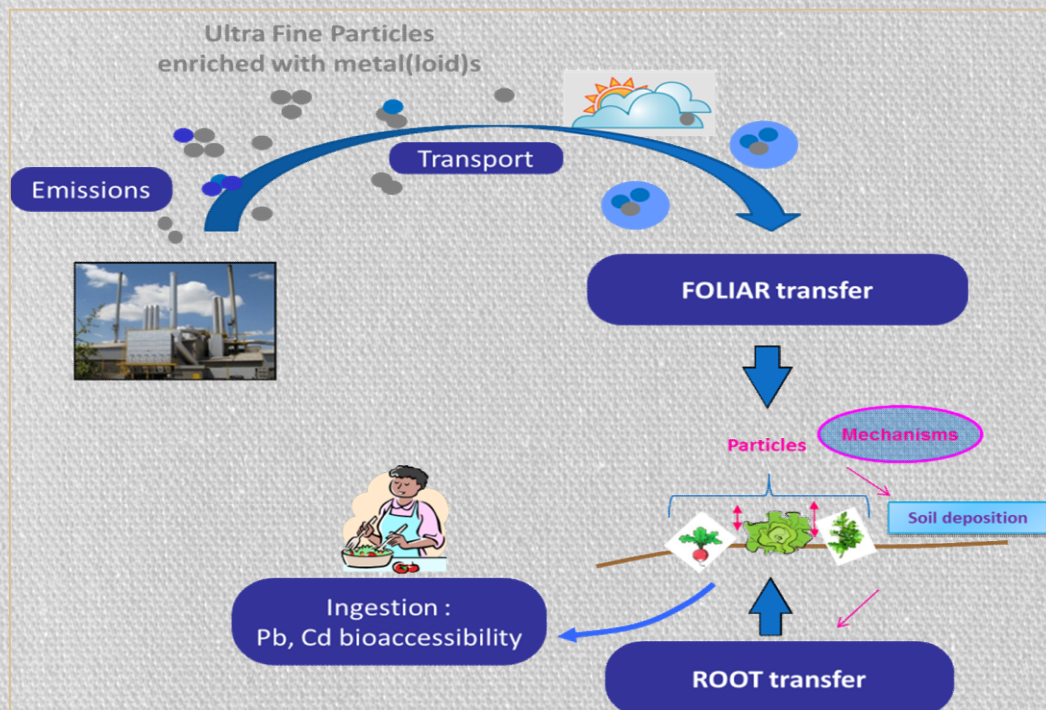 Ultra Fine Particles
enriched with metal(loid)s
Transport
Emissions
FOLIAR transfer
Mechanisms
Particles
Soil deposition
Ingestion :
Pb, Cd bioaccessibility
ROOT transfer